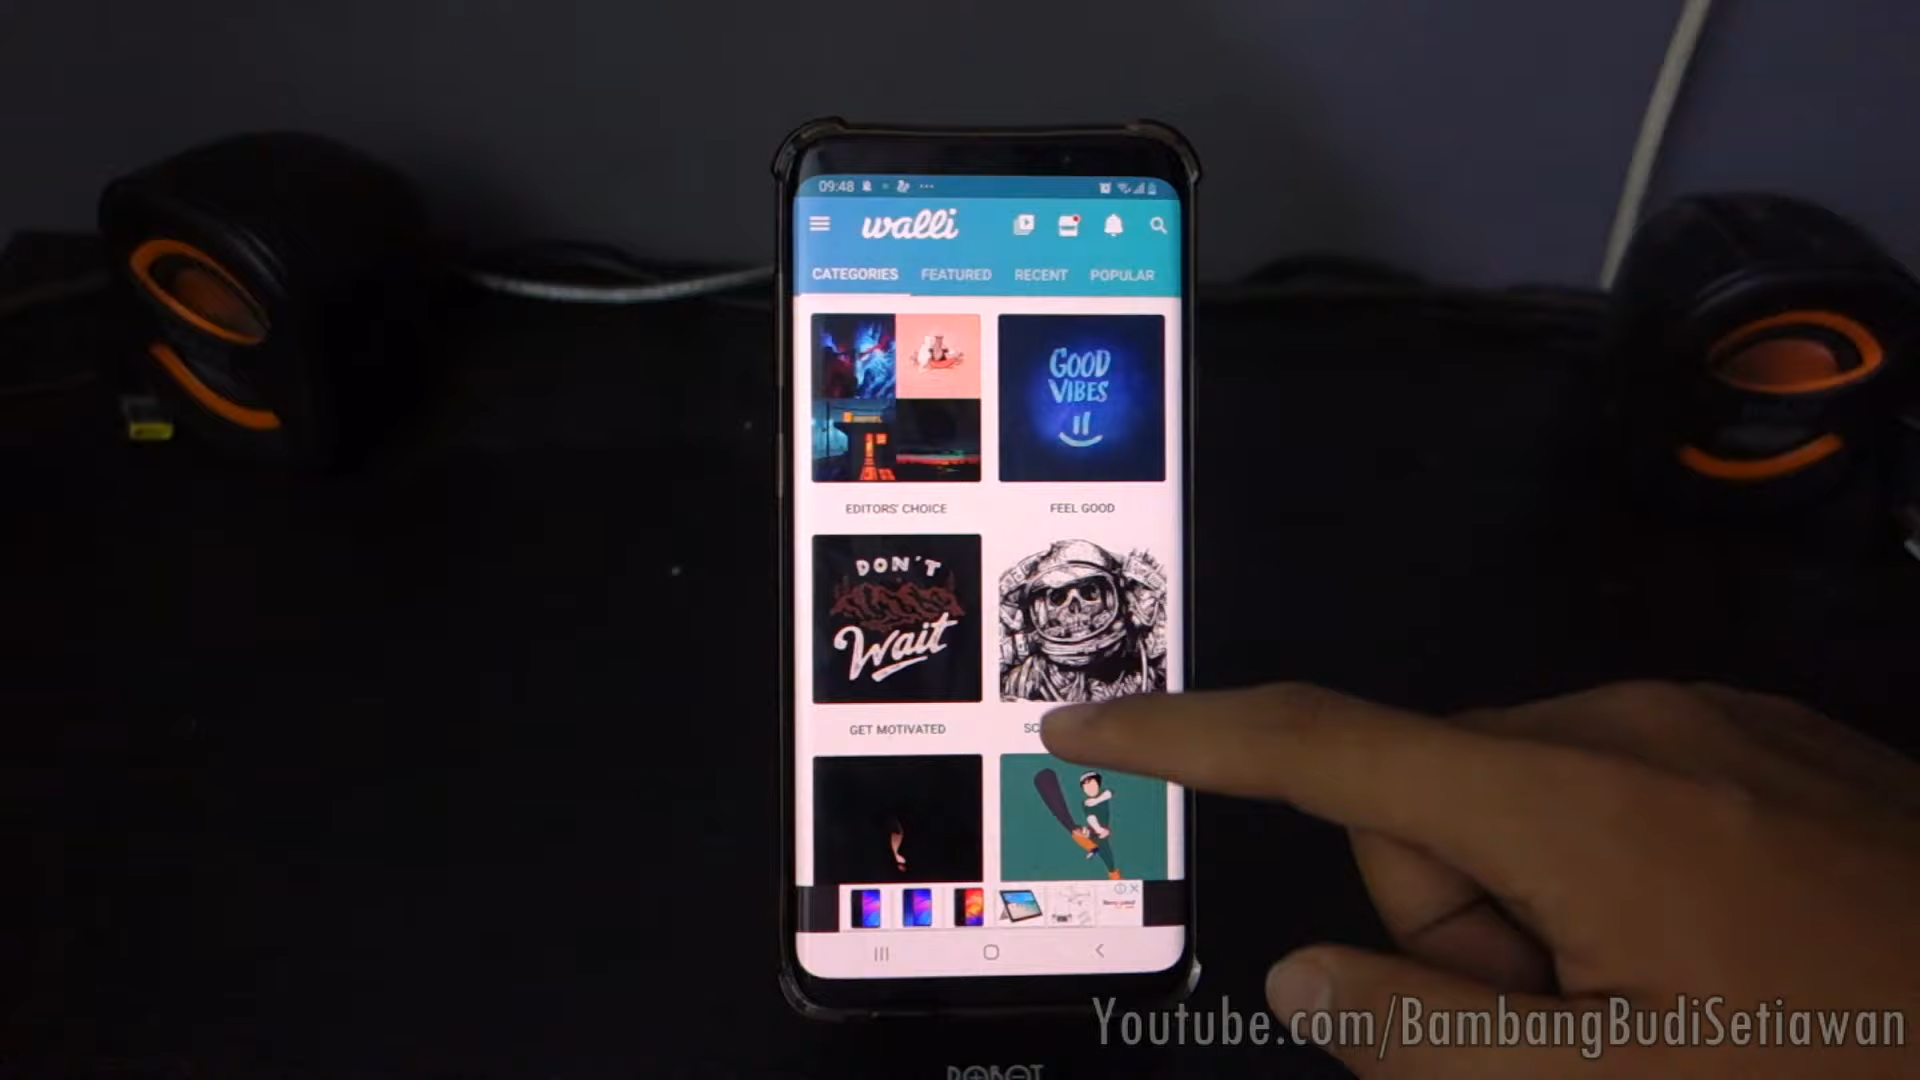 09:48
walli
CATEGORIES FEATURED RECENT POPULAR
GOOD
VIBES
EDITORS' CHOICE FEEL GOOD
DON'T
Wait
GET MOTIVATED
Youtube.com/BambangBudiSetiawan
ROBOT